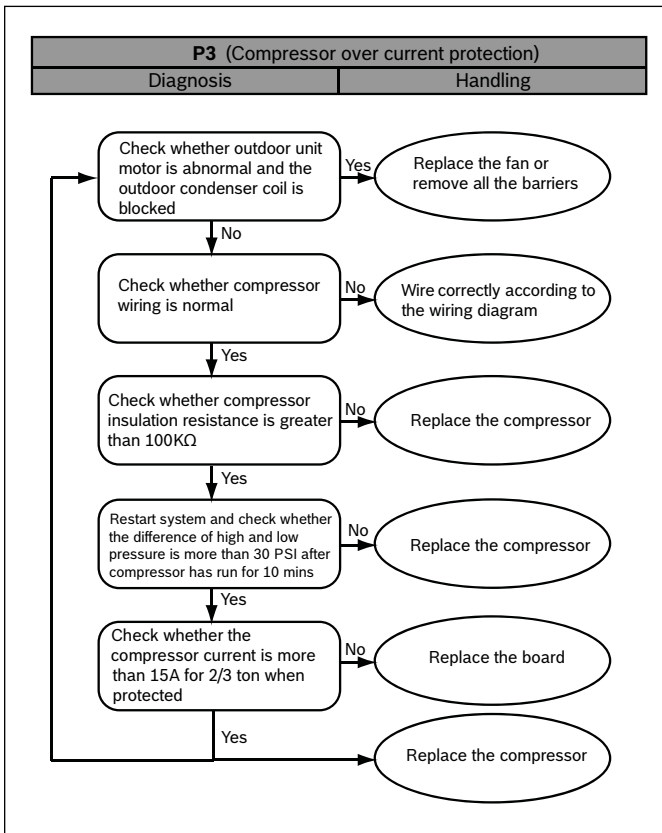 P3 (Compressor over current protection)
Diagnosis
Handling
Check whether outdoor unit
motor is abnormal and the
outdoor condenser coil is
blocked
Yes
Replace the fan or
remove all the barriers
No
Check whether compressor
wiring is normal
No
Wire correctly according to
the wiring diagram
Yes
Check whether compressor
insulation resistance is greater
than 100KΩ
No
Replace the compressor
Yes
Restart system and check whether
the difference of high and low
pressure is more than 30 PSI after
compressor has run for 10 mins
No
Replace the compressor
Yes
Check whether the
compressor current is more
than 15A for 2/3 ton when
protected
No
Replace the board
Yes
Replace the compressor